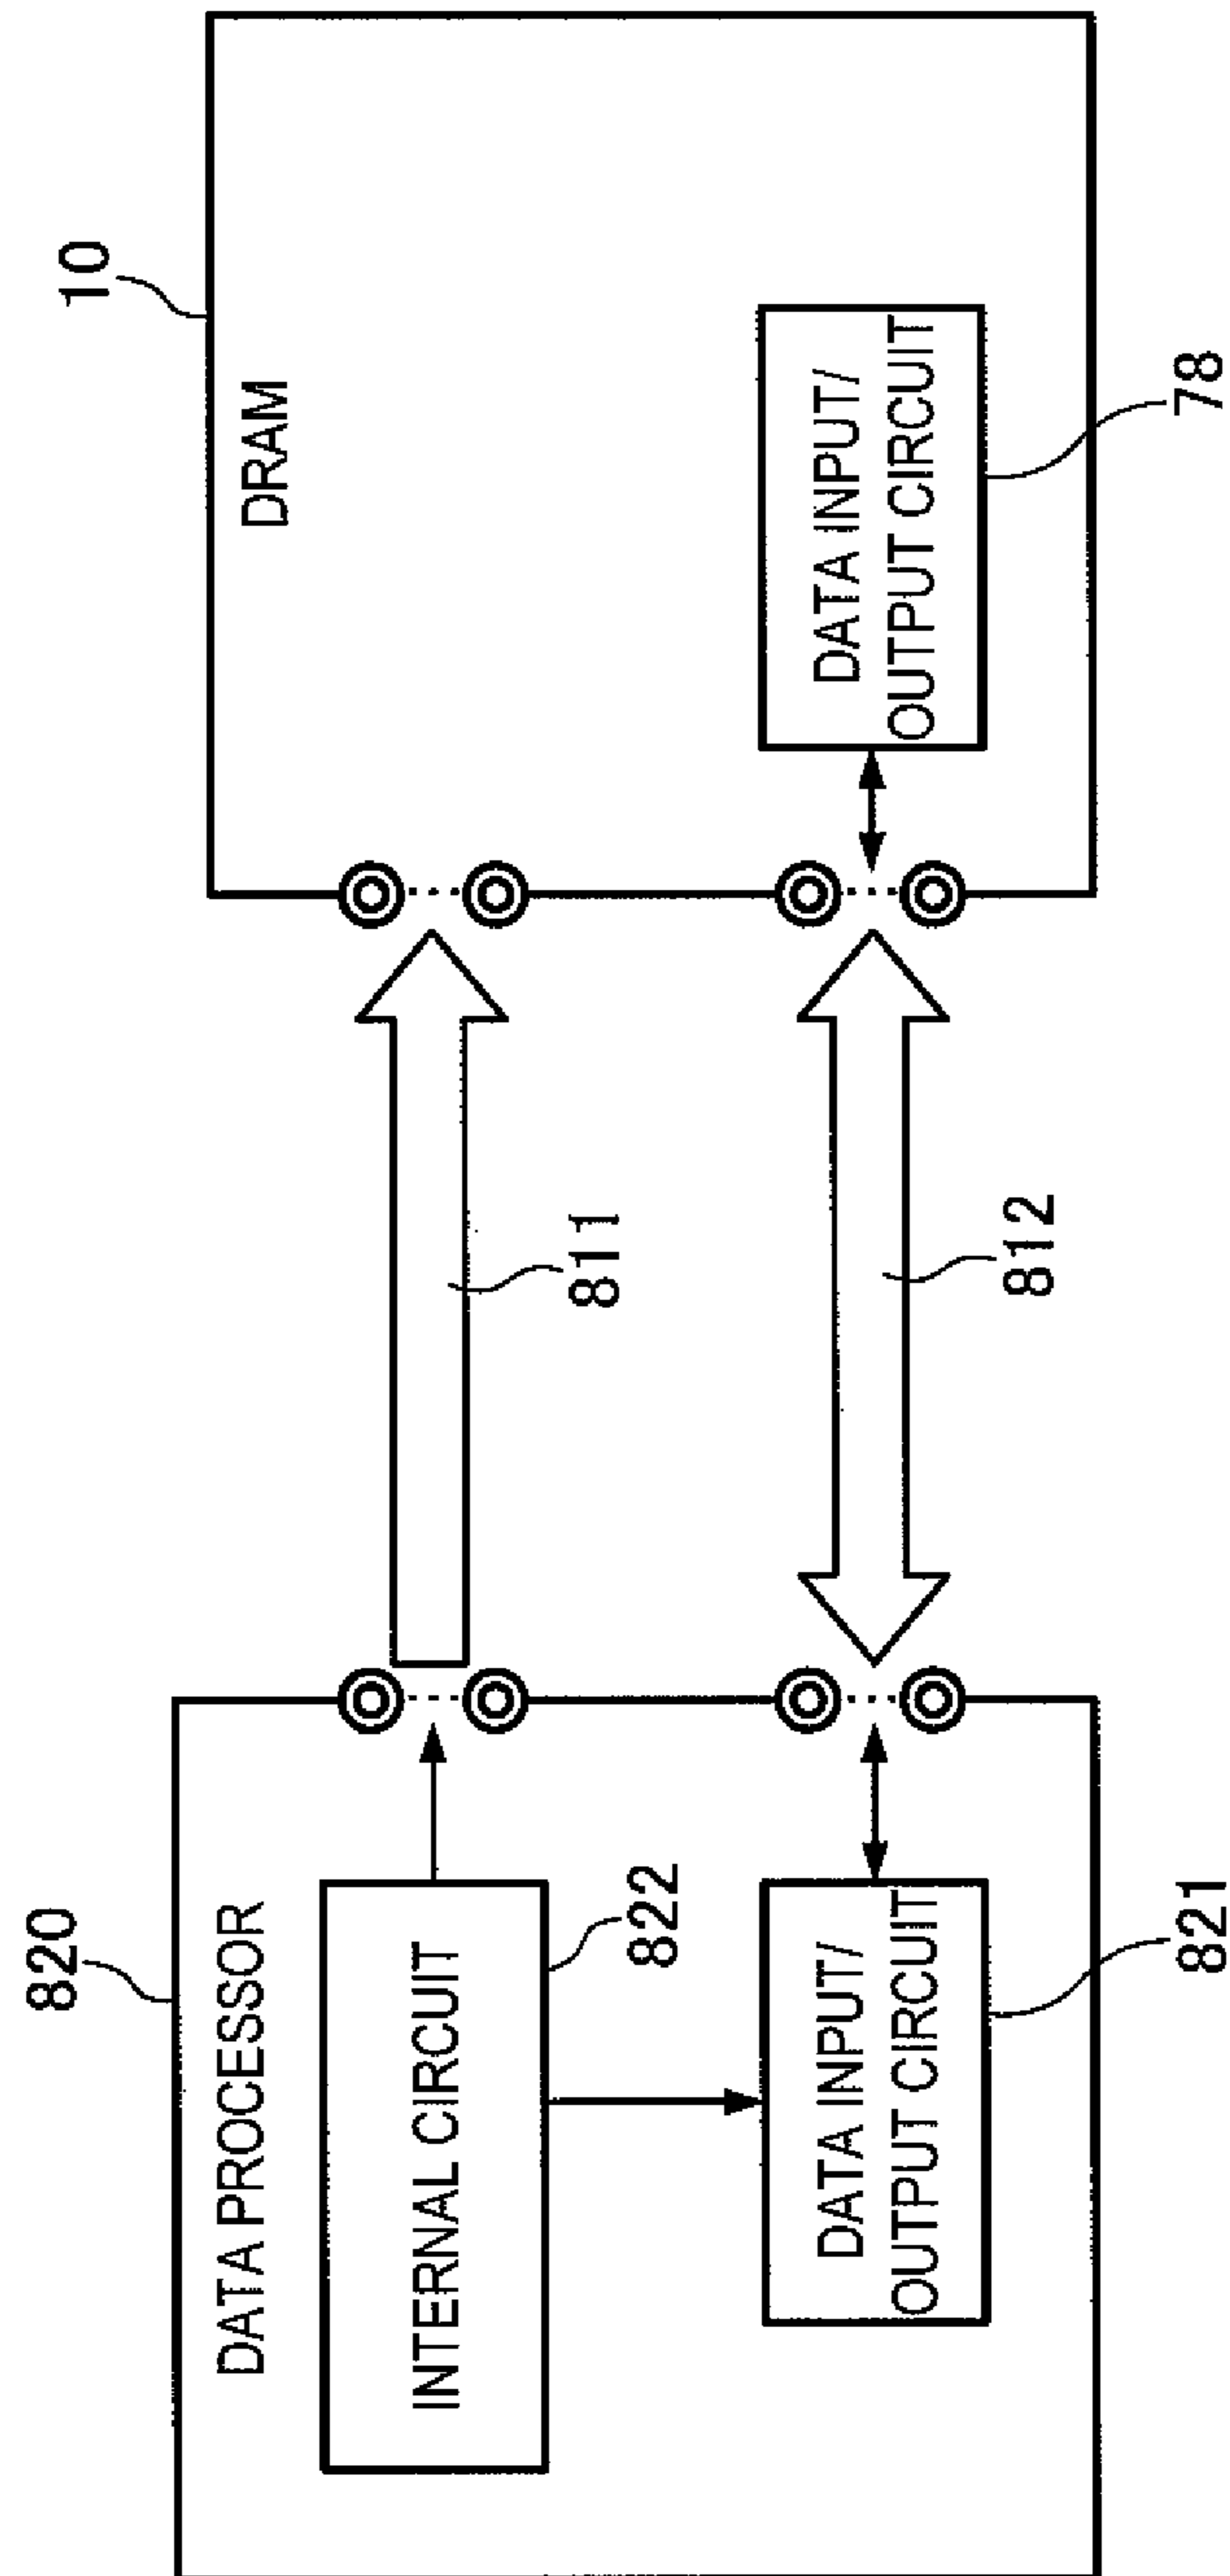 820
DATA PROCESSOR
INTERNAL CIRCUIT
822
DATA INPUT/
OUTPUT CIRCUIT
821
811
812
10
DRAM
DATA INPUT/
OUTPUT CIRCUIT
78